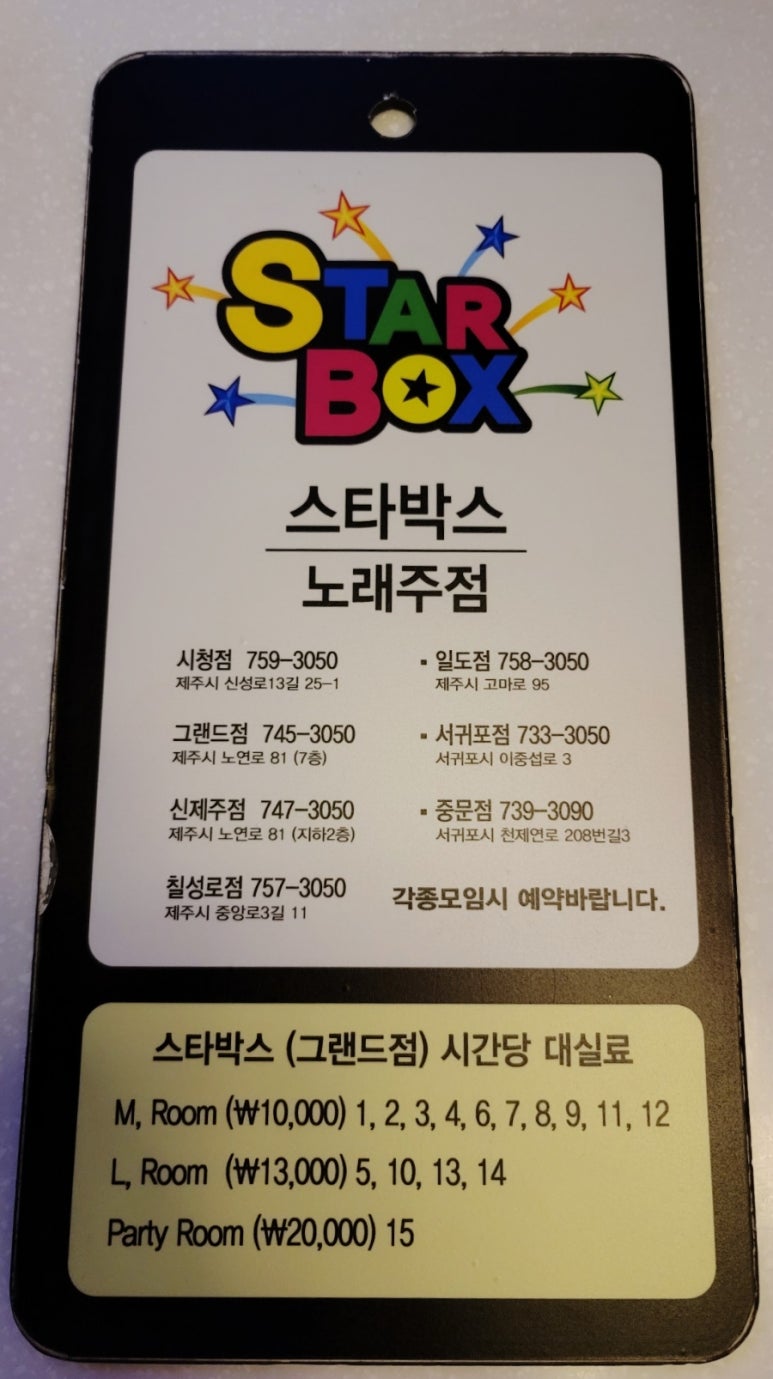 STAR
BOX
스타박스
노래주점
시청점 759-3050
제주시 신성로13길 25-1
그랜드점 745-3050
제주시 노연로 81 (7층)
신제주점 747-3050
제주시 노연로 81 (지하2층)
칠성로점 757-3050
제주시 중앙로3길 11
▪ 일도점 758-3050
제주시 고마로 95
▪ 서귀포점 733-3050
서귀포시 이중섭로 3
▪ 중문점 739-3090
서귀포시 천제연로 208번길3
각종모임시 예약바랍니다.
스타박스 (그랜드점) 시간당 대실료
M, Room (₩10,000) 1, 2, 3, 4, 6, 7, 8, 9, 11, 12
L, Room (₩13,000) 5, 10, 13, 14
Party Room (₩20,000) 15